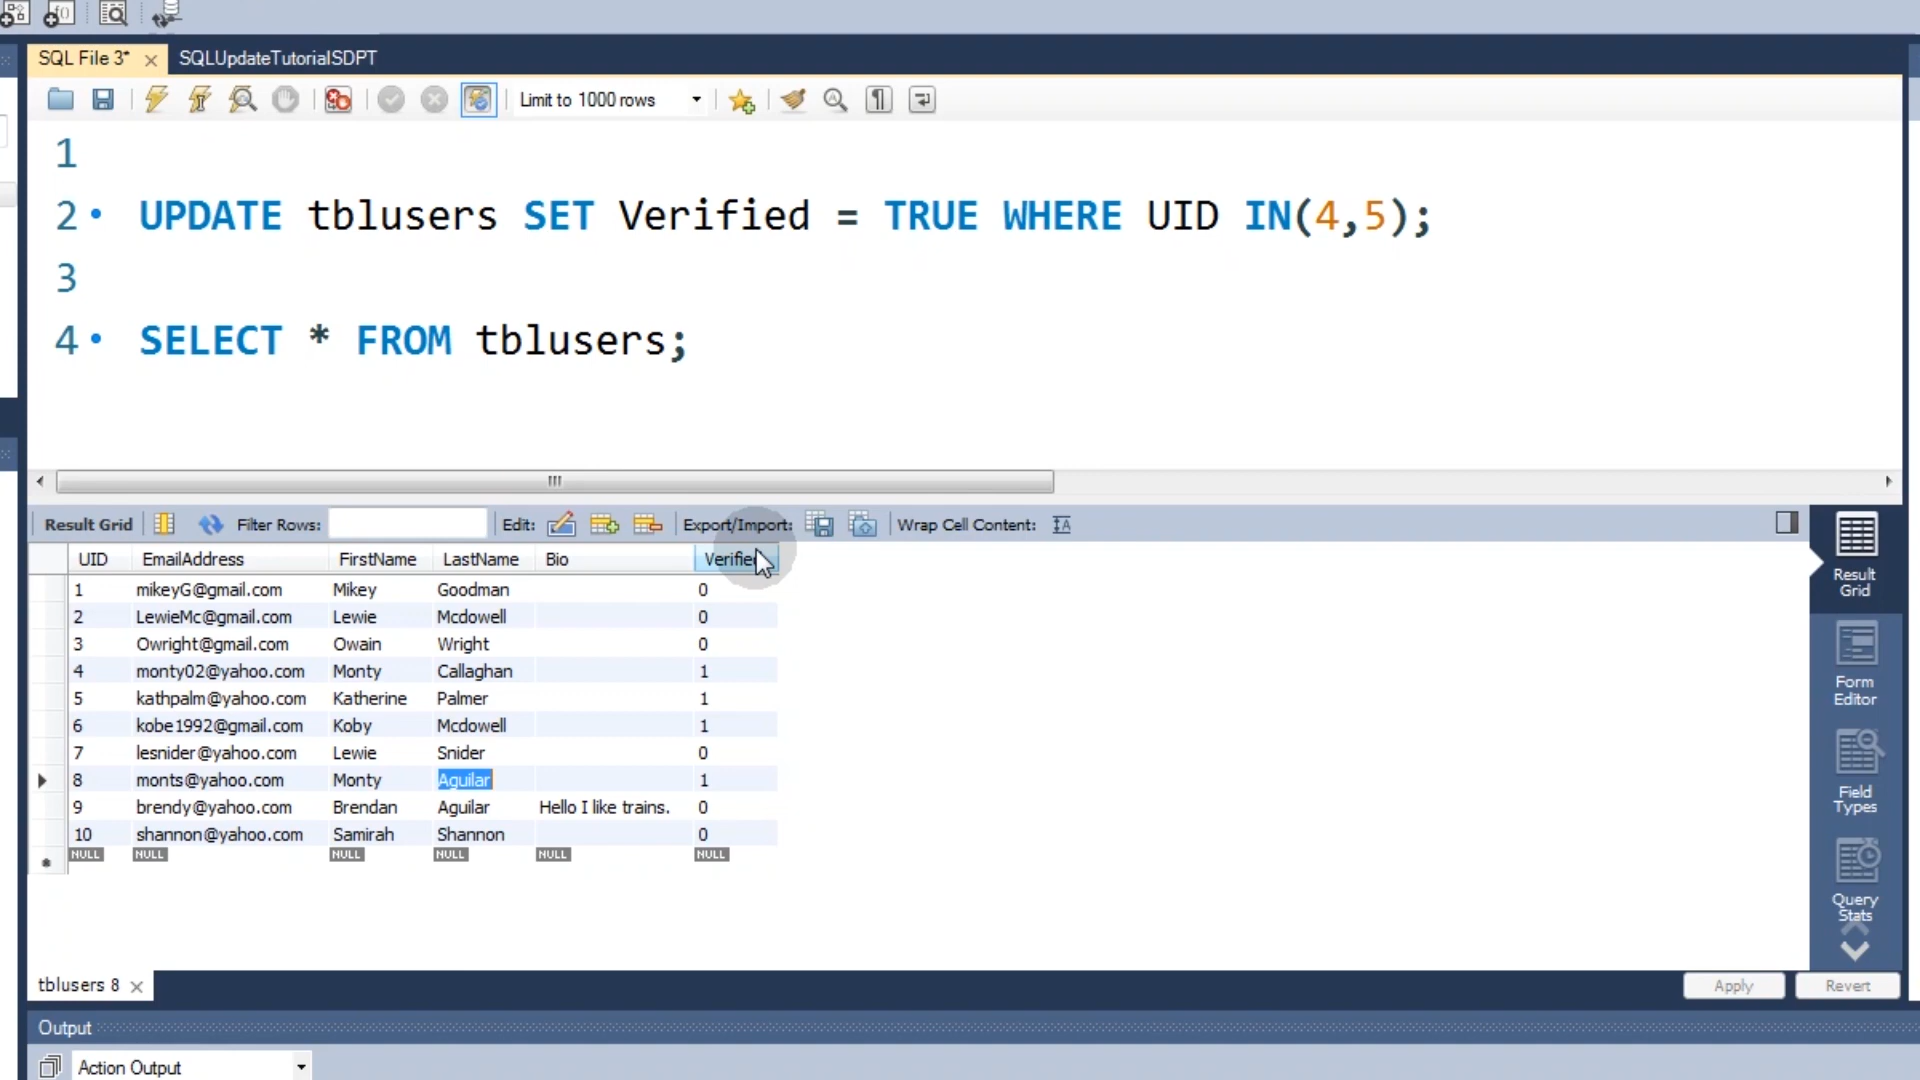 SQL File 3* SQLUpdateTutorialSDPT
Limit to 1000 rows
1
2 UPDATE tblusers SET Verified = TRUE WHERE UID IN(4,5);
3
4 SELECT * FROM tblusers;
Result Grid Filter Rows: Edit: Export/Import: Wrap Cell Content:
UID EmailAddress FirstName LastName Bio Verified
1 mikeyG@gmail.com Mikey Goodman 0
2 LewieMc@gmail.com Lewie Mcdowell 0
3 Owright@gmail.com Owain Wright 0
4 monty02@yahoo.com Monty Callaghan 1
5 kathpalm@yahoo.com Katherine Palmer 1
6 kobe1992@gmail.com Koby Mcdowell 1
7 lesnider@yahoo.com Lewie Snider 0
8 monts@yahoo.com Monty Aguilar 1
9 brendy@yahoo.com Brendan Aguilar Hello I like trains. 0
10 shannon@yahoo.com Samirah Shannon 0
NULL NULL NULL NULL NULL NULL
Result
Grid
Form
Editor
Field
Types
Query
Stats
tblusers 8
Apply Revert
Output
Action Output